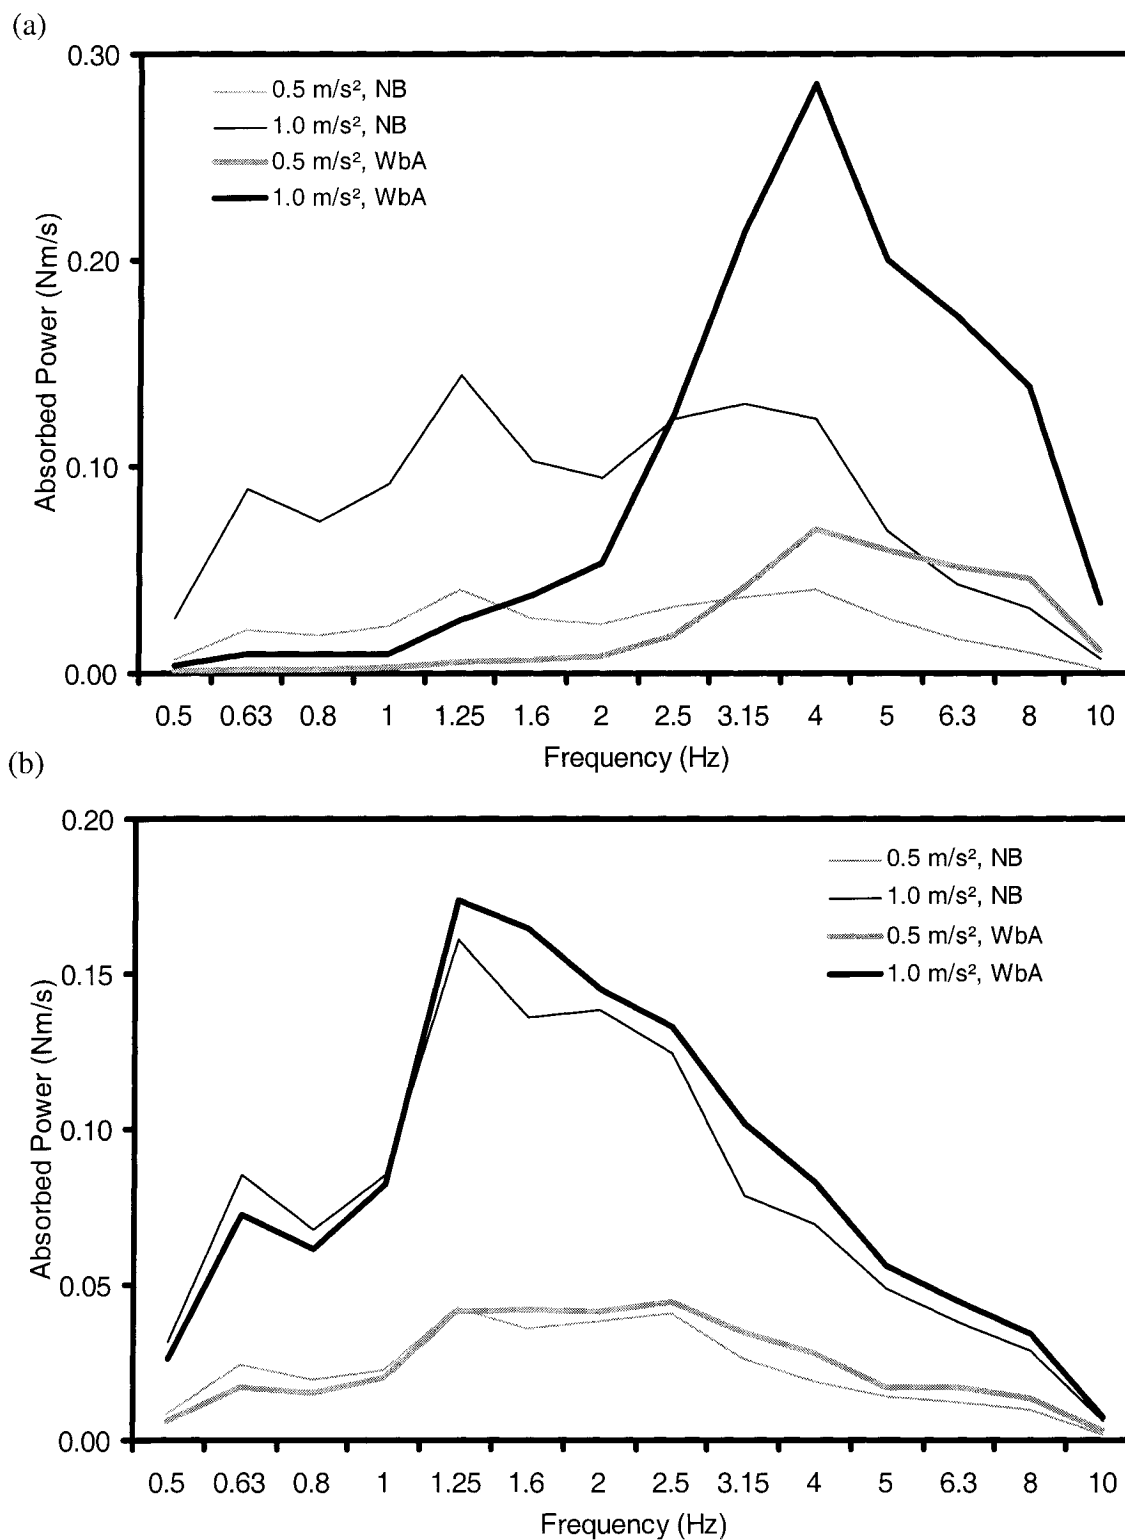 (a)
0.30
0.20
0.10
0.00
Absorbed Power (Nm/s)
0.5 m/s², NB
1.0 m/s², NB
0.5 m/s², WbA
1.0 m/s², WbA
0.5 0.63 0.8 1 1.25 1.6 2 2.5 3.15 4 5 6.3 8 10
Frequency (Hz)
(b)
0.20
0.15
0.10
0.05
0.00
Absorbed Power (Nm/s)
0.5 m/s², NB
1.0 m/s², NB
0.5 m/s², WbA
1.0 m/s², WbA
0.5 0.63 0.8 1 1.25 1.6 2 2.5 3.15 4 5 6.3 8 10
Frequency (Hz)